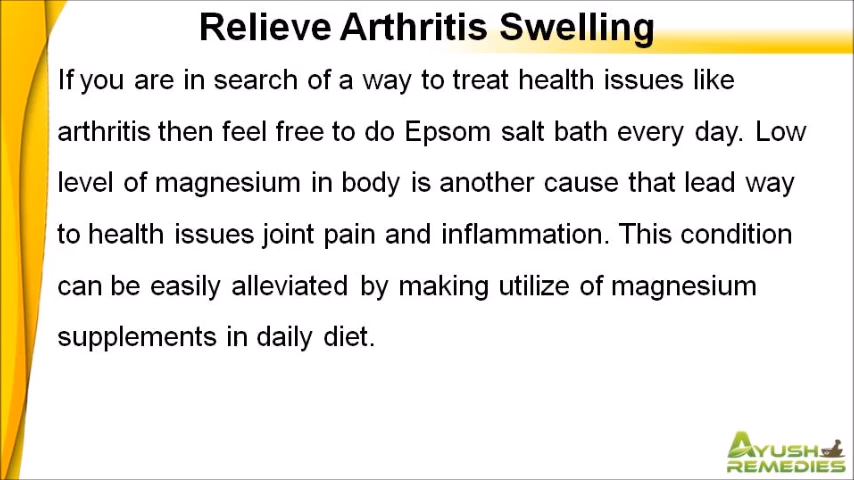 Relieve Arthritis Swelling
If you are in search of a way to treat health issues like
arthritis then feel free to do Epsom salt bath every day. Low
level of magnesium in body is another cause that lead way
to health issues joint pain and inflammation. This condition
can be easily alleviated by making utilize of magnesium
supplements in daily diet.
AYUSH
REMEDIES